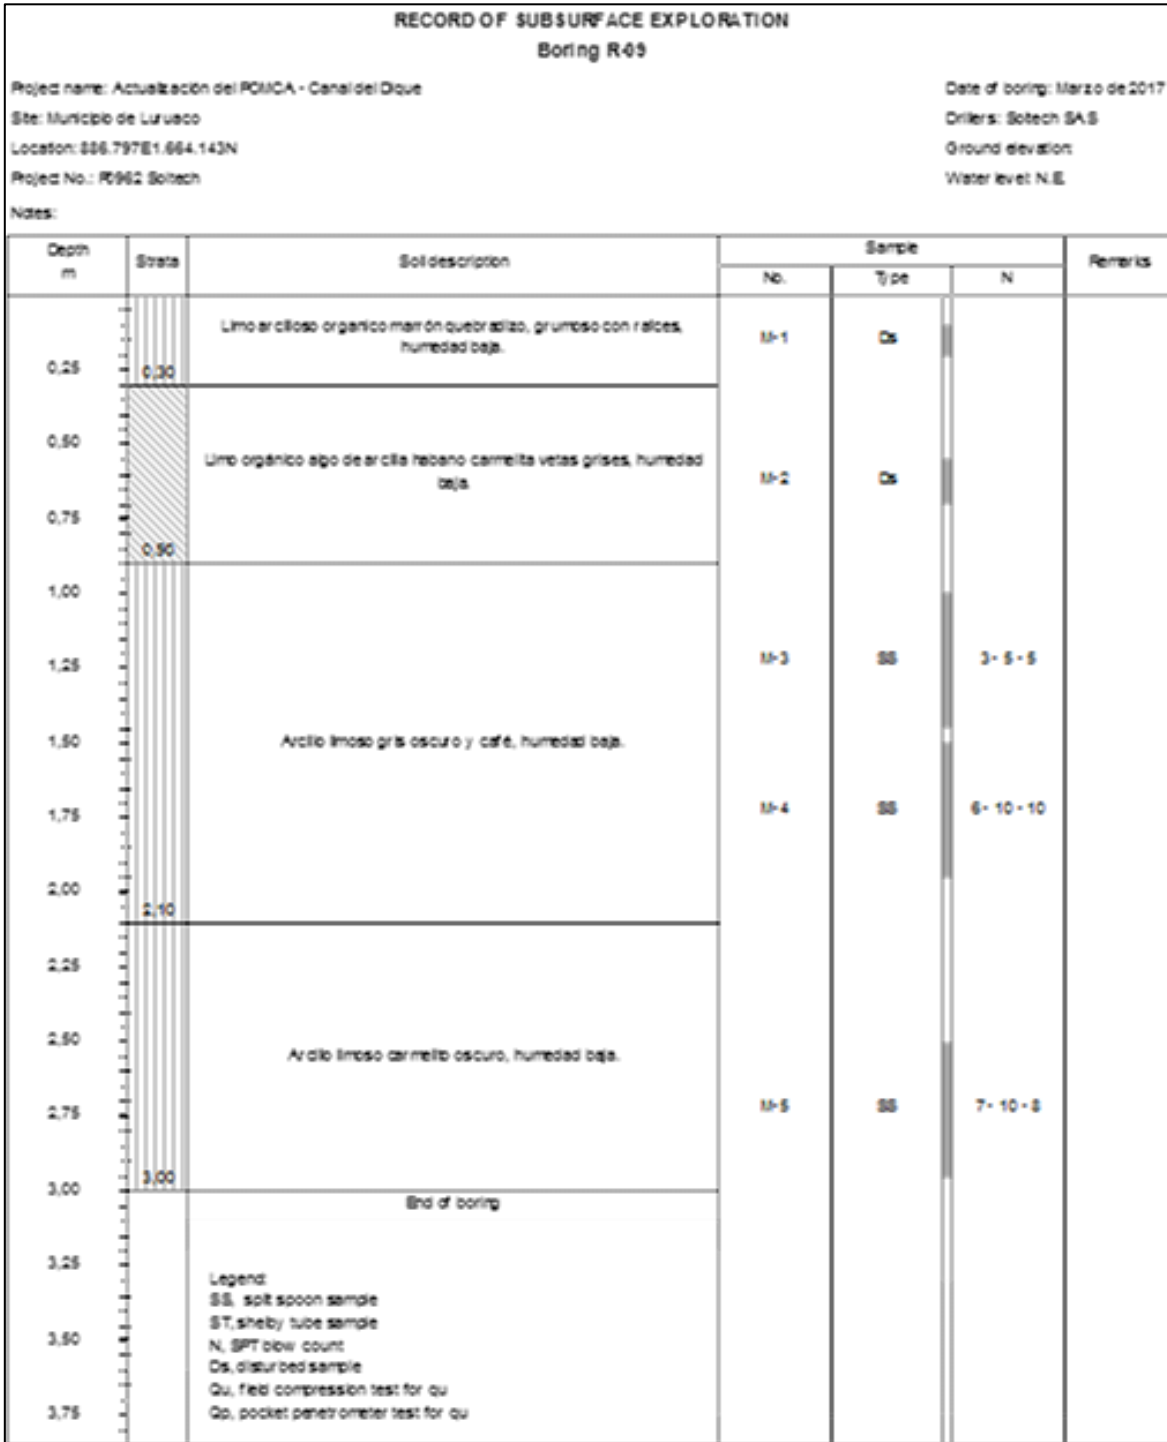 RECORD OF SUBSURFACE EXPLORATION
Boring R-09
Project name: Actualización del POMCA - Canal del Dique
Date of boring: Marzo de 2017
Site: Municipio de Luruaco
Drillers: Soltech SAS
Location: 886.797E1.664.143N
Ground elevation:
Project No.: P0962 Soltech
Water level: N.E.
Notes:
Depth
m
Strata
Soil description
Sample
No.
Type
N
Remarks
Limo arcilloso organico marrón quebradizo, grumoso con raíces,
humedad baja.
M-1
Ds
0,25
0,30
0,50
Limo orgánico algo de arcilla habano carmelita vetas grises, humedad
baja.
M-2
Ds
0,75
0,90
1,00
1,25
M-3
SS
3 - 5 - 5
1,50
Arcillo limoso gris oscuro y café, humedad baja.
1,75
M-4
SS
6 - 10 - 10
2,00
2,10
2,25
2,50
Arcillo limoso carmelito oscuro, humedad baja.
2,75
M-5
SS
7 - 10 - 8
3,00
3,00
End of boring
3,25
Legend:
SS, split spoon sample
ST, shelby tube sample
3,50
N, SPT blow count
Ds, disturbed sample
Qu, field compression test for qu
3,75
Qp, pocket penetrometer test for qu